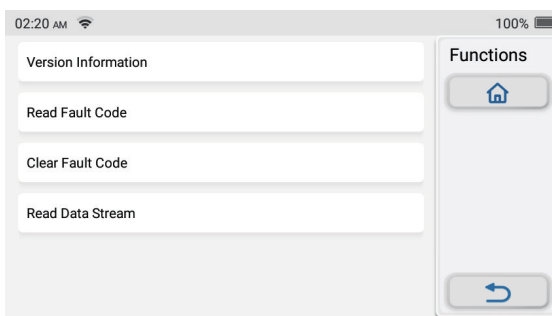 02:20 AM
100%
Functions
Version Information
Read Fault Code
Clear Fault Code
Read Data Stream